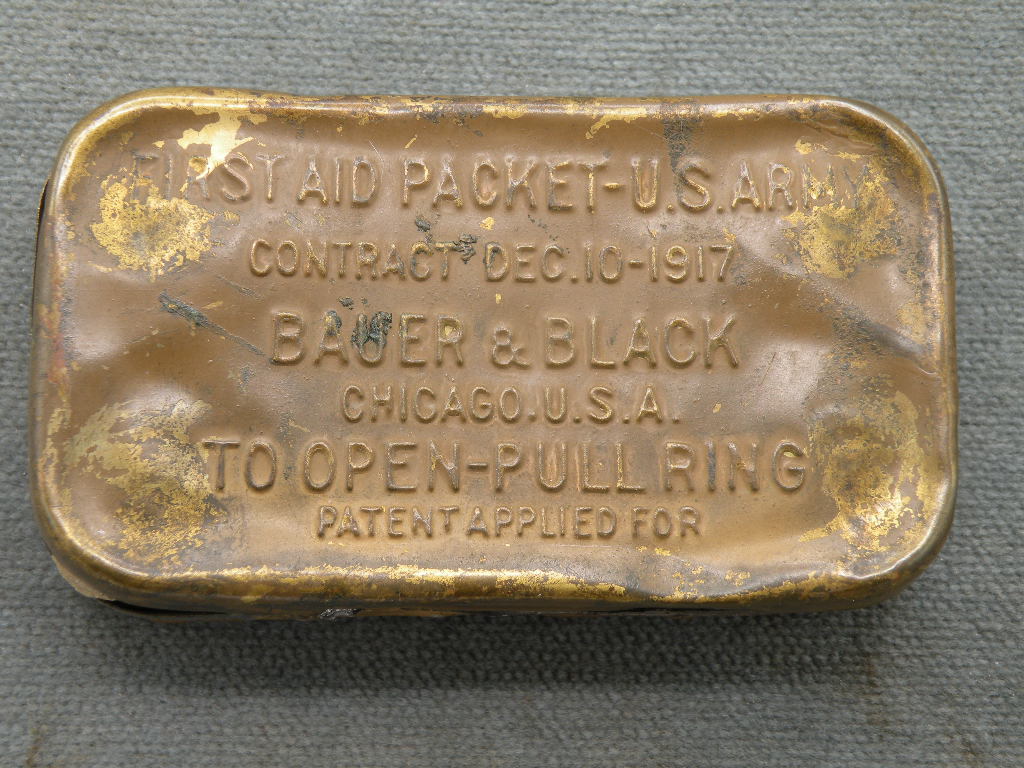 FIRST AID PACKET-U.S. ARMY
CONTRACT DEC.10-1917
BAUER & BLACK
CHICAGO.U.S.A.
TO OPEN-PULL RING
PATENT APPLIED FOR